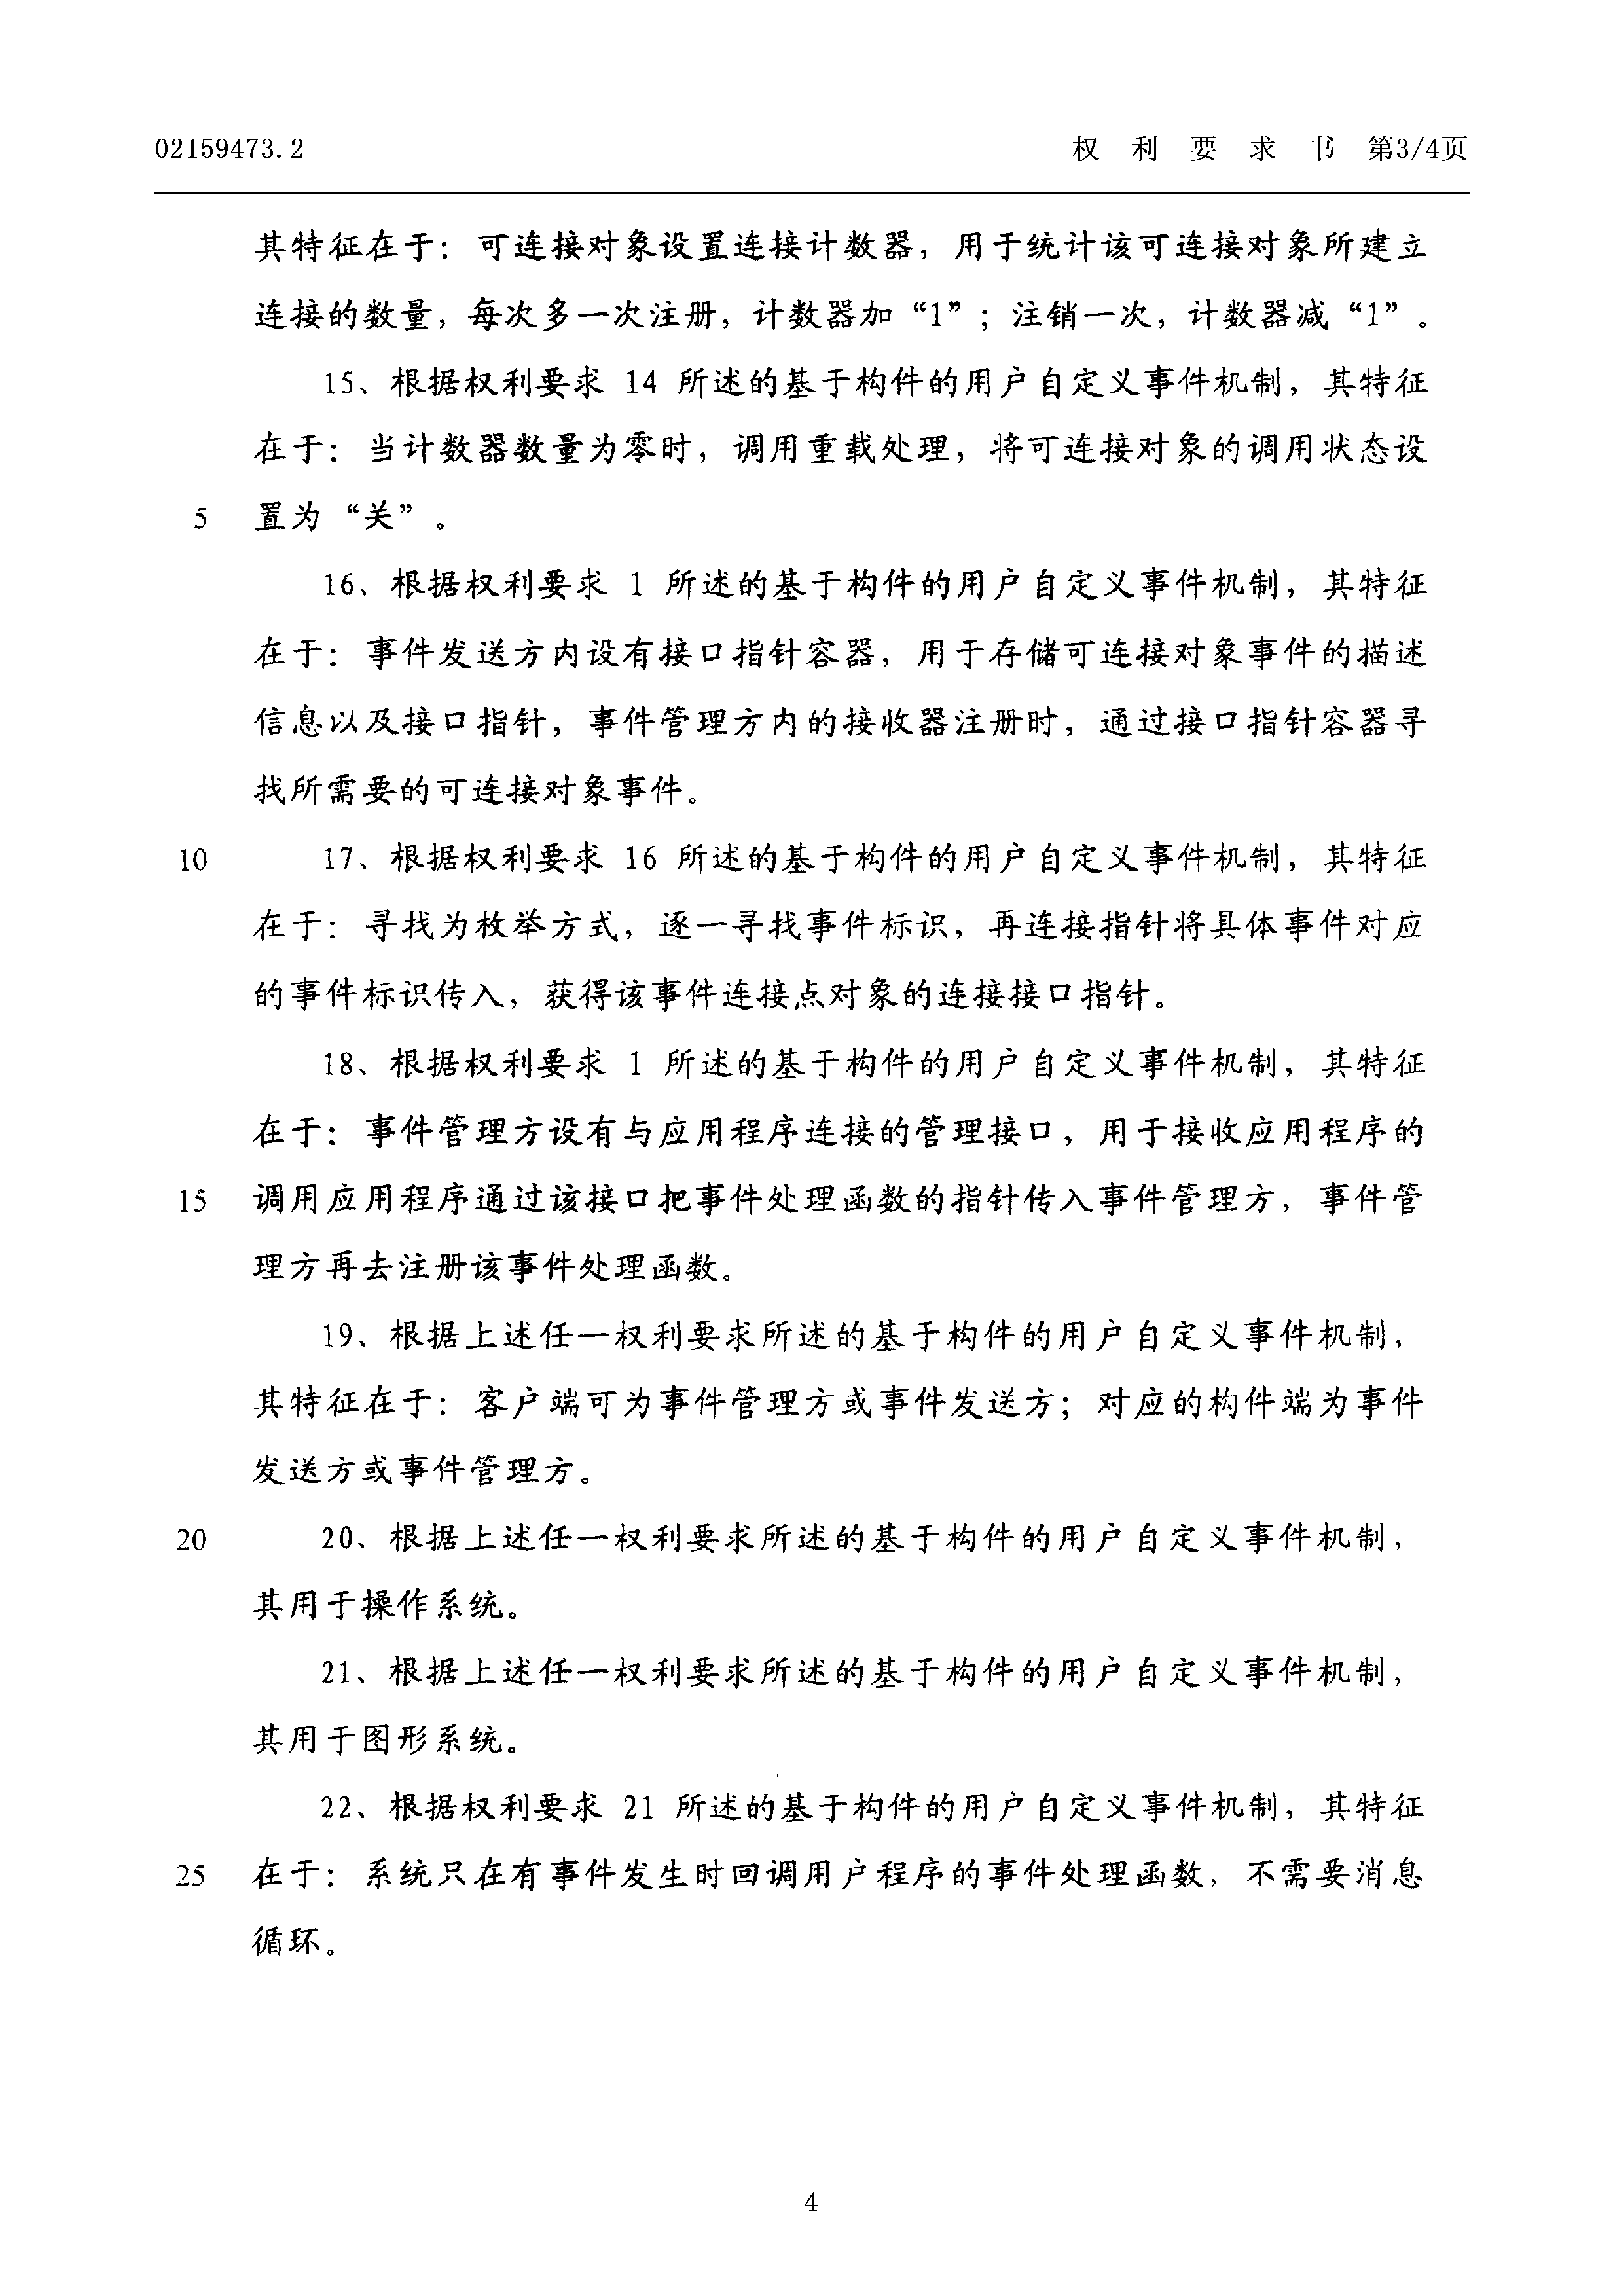 02159473.2 权 利 要 求 书 第3/4页
其特征在于：可连接对象设置连接计数器，用于统计该可连接对象所建立
连接的数量，每次多一次注册，计数器加“1”；注销一次，计数器减“1”。
15、根据权利要求 14 所述的基于构件的用户自定义事件机制，其特征
在于：当计数器数量为零时，调用重载处理，将可连接对象的调用状态设
5 置为“关”。
16、根据权利要求 1 所述的基于构件的用户自定义事件机制，其特征
在于：事件发送方内设有接口指针容器，用于存储可连接对象事件的描述
信息以及接口指针，事件管理方内的接收器注册时，通过接口指针容器寻
找所需要的可连接对象事件。
10 17、根据权利要求 16 所述的基于构件的用户自定义事件机制，其特征
在于：寻找为枚举方式，逐一寻找事件标识，再连接指针将具体事件对应
的事件标识传入，获得该事件连接点对象的连接接口指针。
18、根据权利要求 1 所述的基于构件的用户自定义事件机制，其特征
在于：事件管理方设有与应用程序连接的管理接口，用于接收应用程序的
15 调用应用程序通过该接口把事件处理函数的指针传入事件管理方，事件管
理方再去注册该事件处理函数。
19、根据上述任一权利要求所述的基于构件的用户自定义事件机制，
其特征在于：客户端可为事件管理方或事件发送方；对应的构件端为事件
发送方或事件管理方。
20 20、根据上述任一权利要求所述的基于构件的用户自定义事件机制，
其用于操作系统。
21、根据上述任一权利要求所述的基于构件的用户自定义事件机制，
其用于图形系统。
22、根据权利要求 21 所述的基于构件的用户自定义事件机制，其特征
25 在于：系统只在有事件发生时回调用户程序的事件处理函数，不需要消息
循环。
4